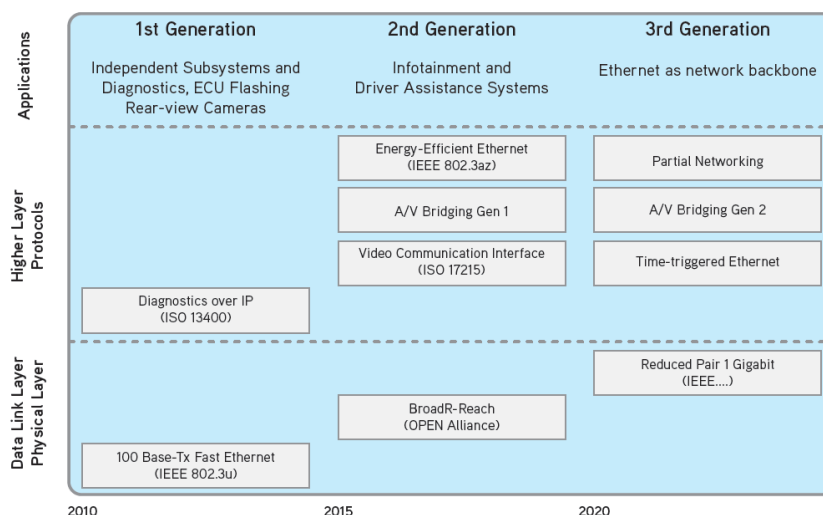 1st Generation
2nd Generation
3rd Generation
Applications
Independent Subsystems and
Diagnostics, ECU Flashing
Rear-view Cameras
Infotainment and
Driver Assistance Systems
Ethernet as network backbone
Higher Layer
Protocols
Energy-Efficient Ethernet
(IEEE 802.3az)
Partial Networking
A/V Bridging Gen 1
A/V Bridging Gen 2
Video Communication Interface
(ISO 17215)
Time-triggered Ethernet
Diagnostics over IP
(ISO 13400)
Data Link Layer
Physical Layer
Reduced Pair 1 Gigabit
(IEEE....)
BroadR-Reach
(OPEN Alliance)
100 Base-Tx Fast Ethernet
(IEEE 802.3u)
2010
2015
2020